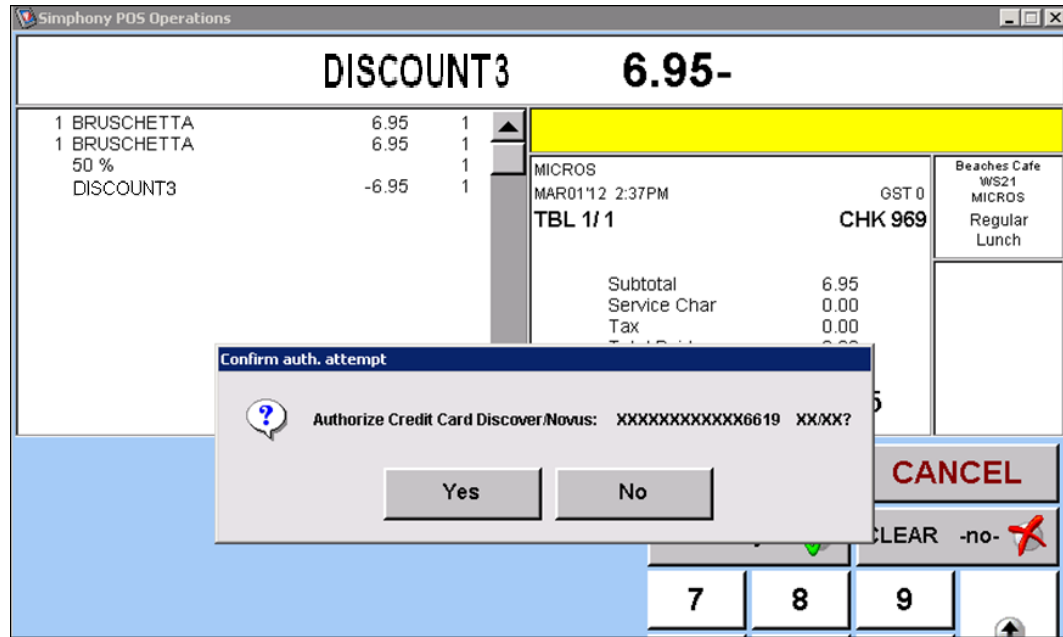 Simphony POS Operations
DISCOUNT3 6.95-
1 BRUSCHETTA 6.95 1
1 BRUSCHETTA 6.95 1
50 % 1
DISCOUNT3 -6.95 1
MICROS
MAR01'12 2:37PM GST 0
TBL 1/1 CHK 969
Subtotal 6.95
Service Char 0.00
Tax 0.00
Beaches Cafe
WS21
MICROS
Regular
Lunch
Confirm auth. attempt
Authorize Credit Card Discover/Novus: XXXXXXXXXXXX6619 XX/XX?
Yes No
CANCEL
CLEAR -no-
7 8 9